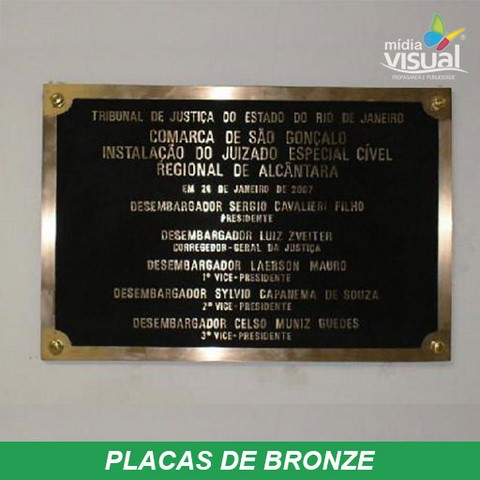 mídia
visual
PROPAGANDA E PUBLICIDADE
TRIBUNAL DE JUSTIÇA DO ESTADO DO RIO DE JANEIRO
COMARCA DE SÃO GONÇALO
INSTALAÇÃO DO JUIZADO ESPECIAL CÍVEL
REGIONAL DE ALCÂNTARA
EM 26 DE JANEIRO DE 2007
DESEMBARGADOR SERGIO CAVALIERI FILHO
PRESIDENTE
DESEMBARGADOR LUIZ ZVEITER
CORREGEDOR-GERAL DA JUSTIÇA
DESEMBARGADOR LAERSON MAURO
1º VICE-PRESIDENTE
DESEMBARGADOR SYLVIO CAPANEMA DE SOUZA
2º VICE-PRESIDENTE
DESEMBARGADOR CELSO MUNIZ GUEDES
3º VICE-PRESIDENTE
PLACAS DE BRONZE